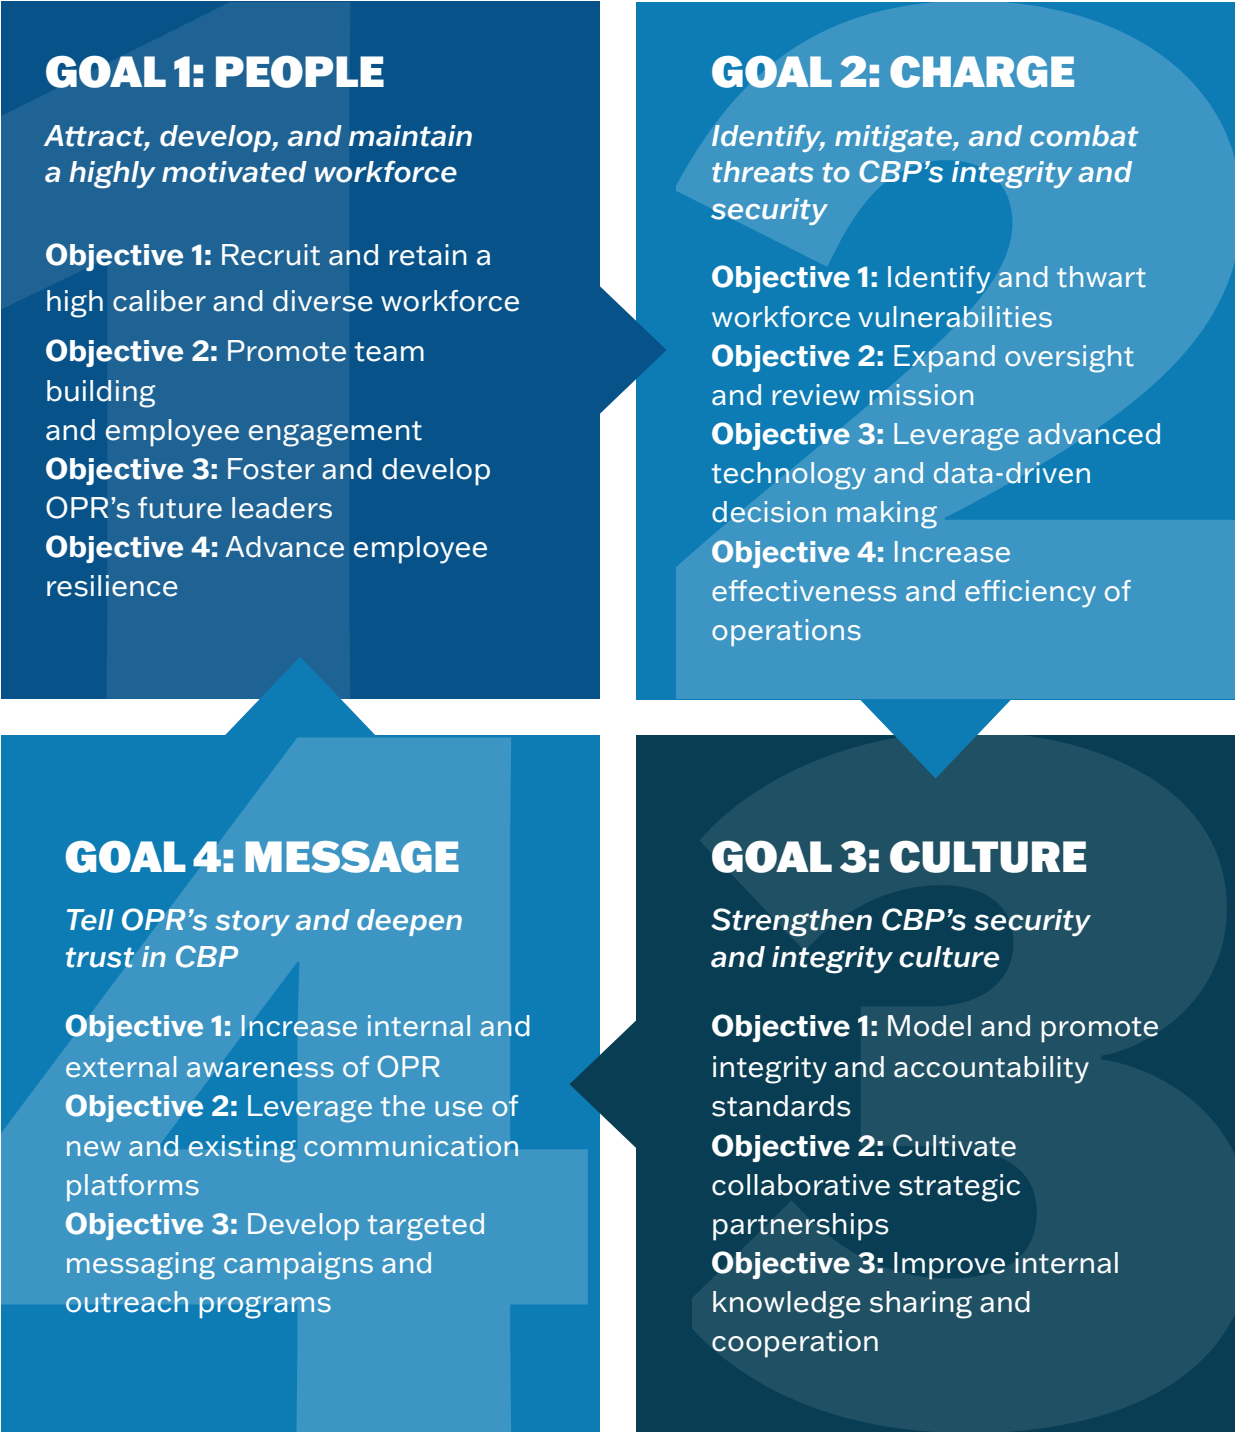 GOAL 1: PEOPLE
Attract, develop, and maintain
a highly motivated workforce
Objective 1: Recruit and retain a
high caliber and diverse workforce
Objective 2: Promote team
building
and employee engagement
Objective 3: Foster and develop
OPR’s future leaders
Objective 4: Advance employee
resilience
GOAL 2: CHARGE
Identify, mitigate, and combat
threats to CBP’s integrity and
security
Objective 1: Identify and thwart
workforce vulnerabilities
Objective 2: Expand oversight
and review mission
Objective 3: Leverage advanced
technology and data-driven
decision making
Objective 4: Increase
effectiveness and efficiency of
operations
GOAL 3: CULTURE
Strengthen CBP’s security
and integrity culture
Objective 1: Model and promote
integrity and accountability
standards
Objective 2: Cultivate
collaborative strategic
partnerships
Objective 3: Improve internal
knowledge sharing and
cooperation
GOAL 4: MESSAGE
Tell OPR’s story and deepen
trust in CBP
Objective 1: Increase internal and
external awareness of OPR
Objective 2: Leverage the use of
new and existing communication
platforms
Objective 3: Develop targeted
messaging campaigns and
outreach programs
1
2
3
4